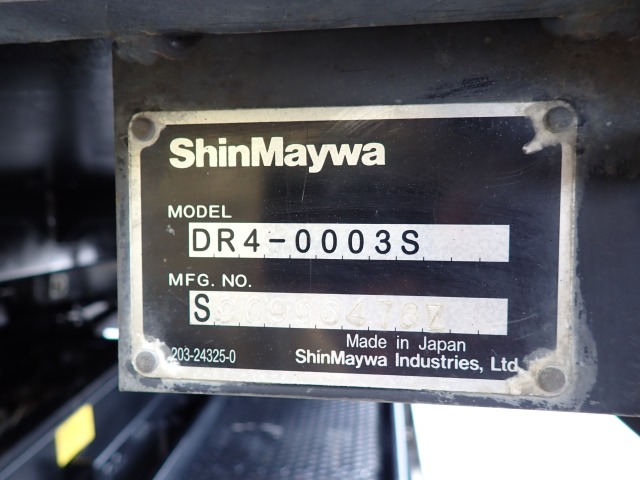 ShinMaywa
MODEL
DR4-0003S
MFG. NO.
S
Made in Japan
203-24325-0
ShinMaywa Industries, Ltd.